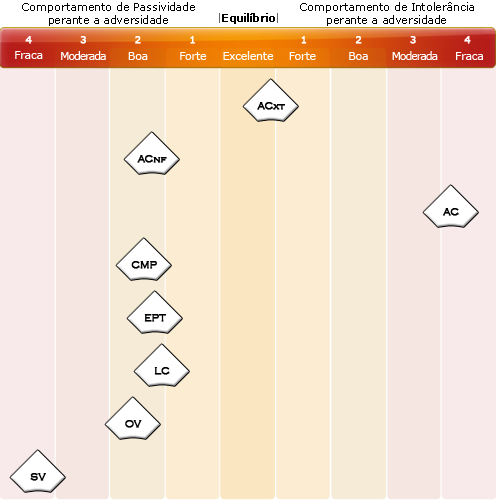 Comportamento de Passividade
perante a adversidade
|Equilíbrio|
Comportamento de Intolerância
perante a adversidade
4 3 2 1 1 2 3 4
Fraca Moderada Boa Forte Excelente Forte Boa Moderada Fraca
ACXT
ACNF
AC
CMP
EPT
LC
OV
SV